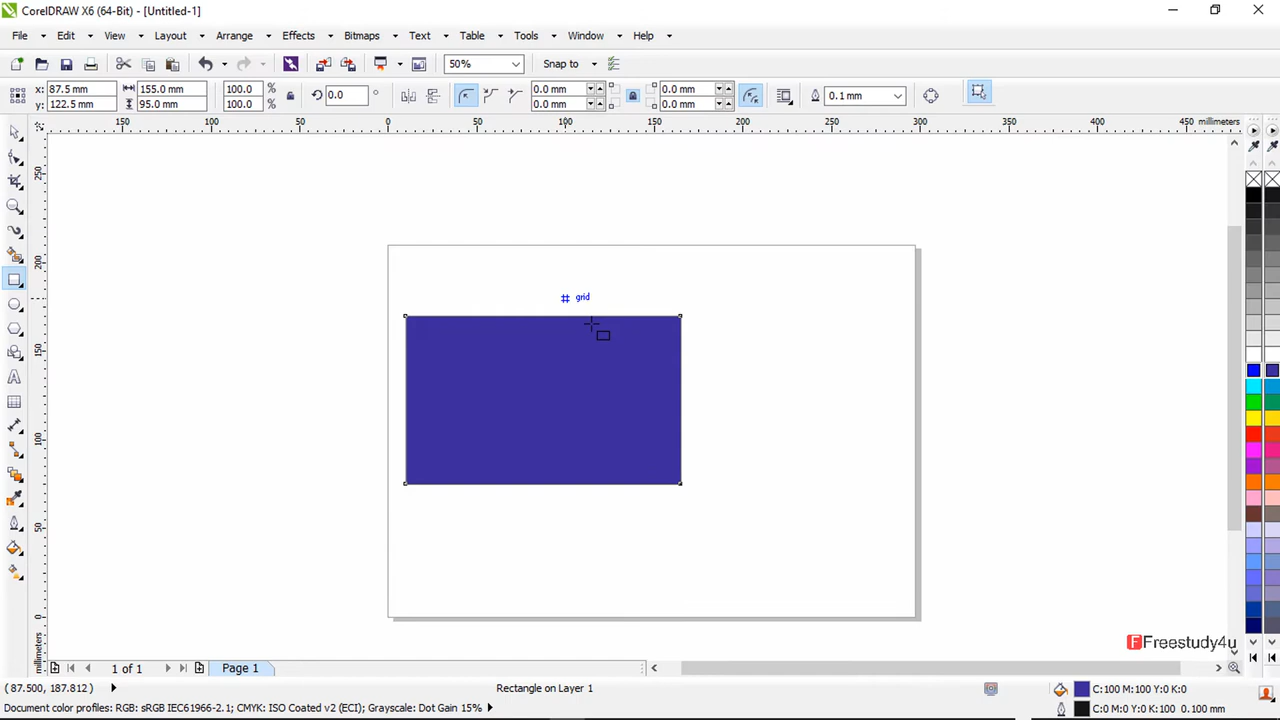 CorelDRAW X6 (64-Bit) - [Untitled-1]
File Edit View Layout Arrange Effects Bitmaps Text Table Tools Window Help
50% Snap to
x: 87.5 mm 155.0 mm 100.0 % 0.0 ° 0.0 mm 0.0 mm 0.1 mm
y: 122.5 mm 95.0 mm 100.0 % 0.0 mm 0.0 mm
150 100 50 0 50 100 150 200 250 300 350 400 450 millimeters
250
200
150
100
50
0
millimeters
grid
Freestudy4u
1 of 1 Page 1
(87.500, 187.812) Rectangle on Layer 1 C:100 M:100 Y:0 K:0
Document color profiles: RGB: sRGB IEC61966-2.1; CMYK: ISO Coated v2 (ECI); Grayscale: Dot Gain 15% C:0 M:0 Y:0 K:100 0.100 mm